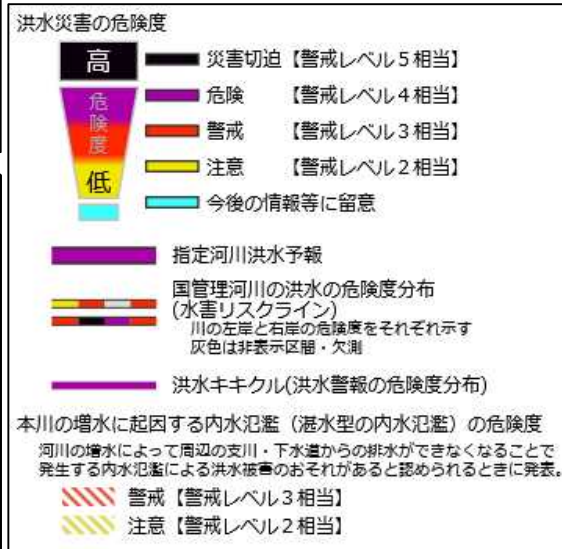 洪水災害の危険度
高
危険度
低
災害切迫【警戒レベル5相当】
危険 【警戒レベル4相当】
警戒 【警戒レベル3相当】
注意 【警戒レベル2相当】
今後の情報等に留意
指定河川洪水予報
国管理河川の洪水の危険度分布
(水害リスクライン)
川の左岸と右岸の危険度をそれぞれ示す
灰色は非表示区間・欠測
洪水キキクル(洪水警報の危険度分布)
本川の増水に起因する内水氾濫（湛水型の内水氾濫）の危険度
河川の増水によって周辺の支川・下水道からの排水ができなくなることで
発生する内水氾濫による洪水被害のおそれがあると認められるときに発表。
警戒【警戒レベル3相当】
注意【警戒レベル2相当】